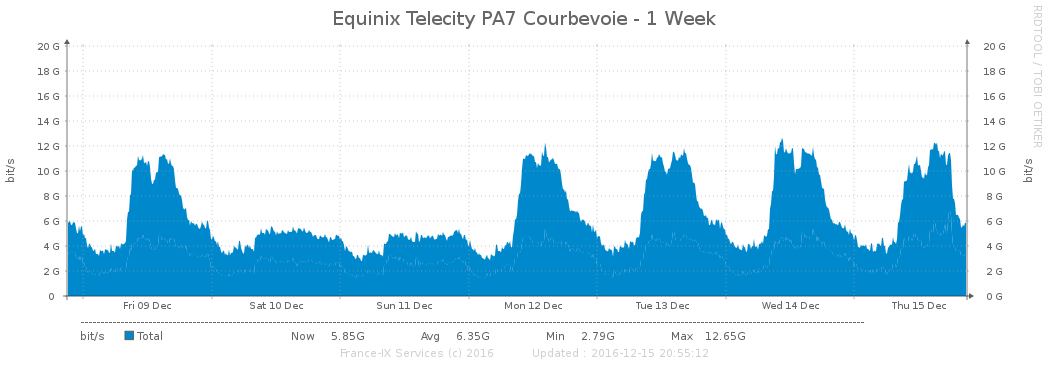 Equinix Telecity PA7 Courbevoie - 1 Week
RRDTOOL / TOBI OETIKER
bit/s
20 G 20 G
18 G 18 G
16 G 16 G
14 G 14 G
12 G 12 G
10 G 10 G
8 G 8 G
6 G 6 G
4 G 4 G
2 G 2 G
0 0 G
bit/s
Fri 09 Dec Sat 10 Dec Sun 11 Dec Mon 12 Dec Tue 13 Dec Wed 14 Dec Thu 15 Dec
bit/s Total Now 5.85G Avg 6.35G Min 2.79G Max 12.65G
France-IX Services (c) 2016 Updated : 2016-12-15 20:55:12